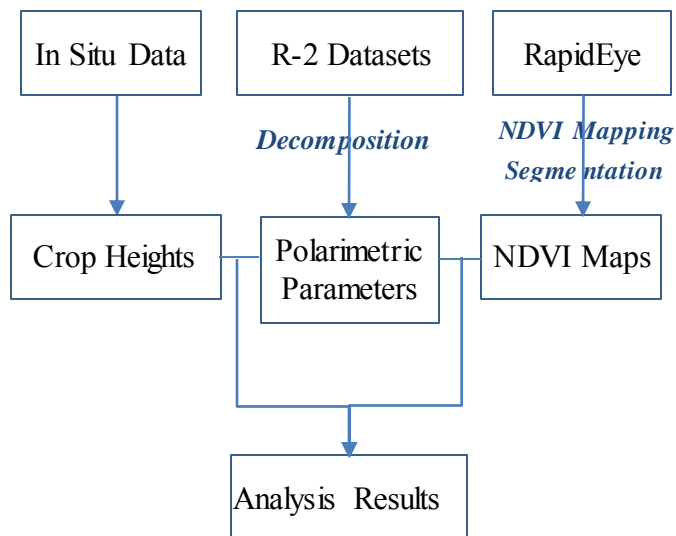 In Situ Data
R-2 Datasets
RapidEye
Decomposition
NDVI Mapping
Segmentation
Crop Heights
Polarimetric
Parameters
NDVI Maps
Analysis Results